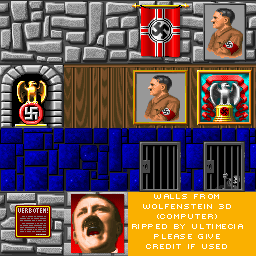 VERBOTEN!
WALLS FROM
WOLFENSTEIN 3D
(COMPUTER)
RIPPED BY ULTIMECIA
PLEASE GIVE
CREDIT IF USED